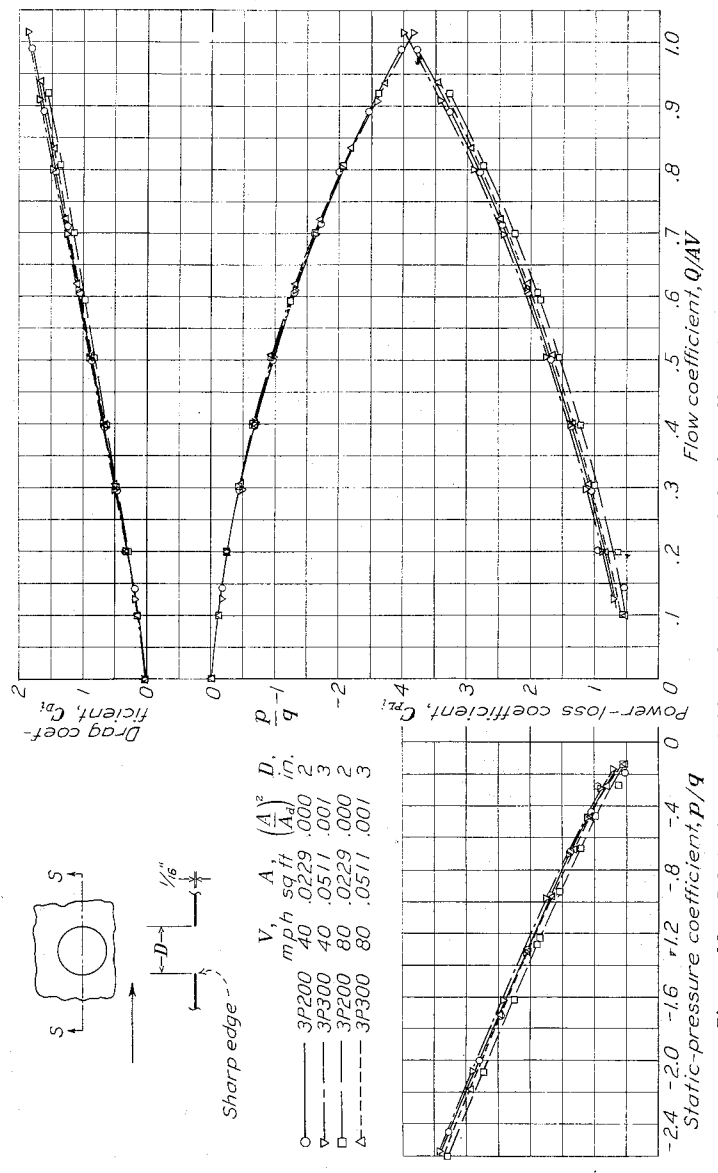 S
S
D
1/16"
Sharp edge
V, mph
A, sq ft
(A/A_d)^2
D, in.
3P200 40 .0229 .000 2
3P300 40 .0511 .001 3
3P200 80 .0229 .000 2
3P300 80 .0511 .001 3
Drag coef-
ficient, C_Di
2
1
0
p/q
0
-1
-2
-4
Power-loss coefficient, C_PLi
4
3
2
1
0
.1 .2 .3 .4 .5 .6 .7 .8 .9 1.0
Flow coefficient, Q/AV
-2.4 -2.0 -1.6 -1.2 -.8 -.4 0
Static-pressure coefficient, p/q